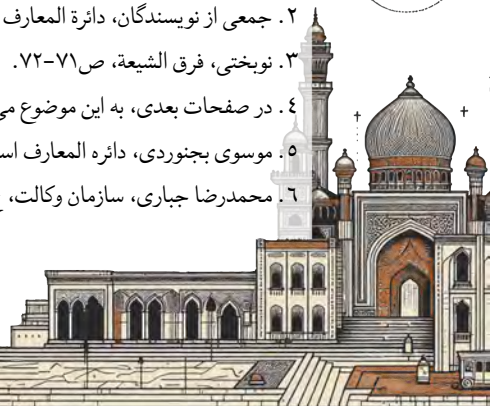 ۲. جمعی از نویسندگان، دائرة المعارف
۳. نوبختی، فرق الشیعة، ص۷۱-۷۲.
٤. در صفحات بعدی، به این موضوع می
٥. موسوی بجنوردی، دائره المعارف اس
٦. محمدرضا جباری، سازمان وکالت،